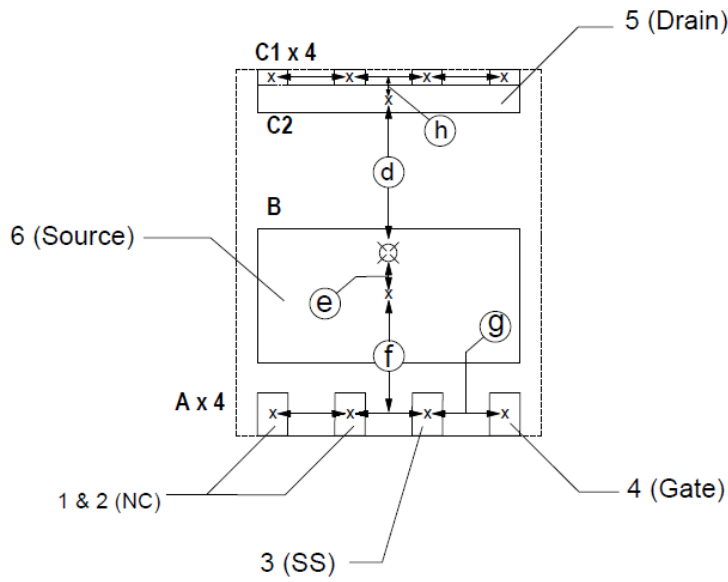 5 (Drain)
C1 x 4
x x x x
x
C2
h
d
B
6 (Source)
e
x
g
f
A x 4
x x x x
1 & 2 (NC)
4 (Gate)
3 (SS)